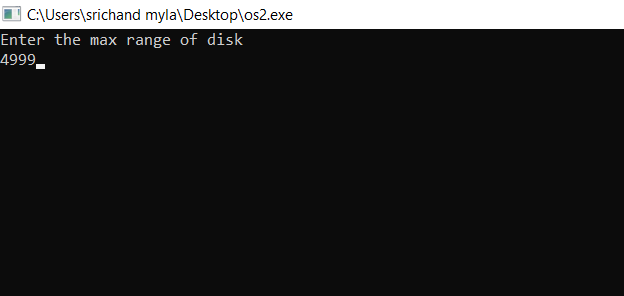 C:\Users\srichand myla\Desktop\os2.exe
Enter the max range of disk
4999